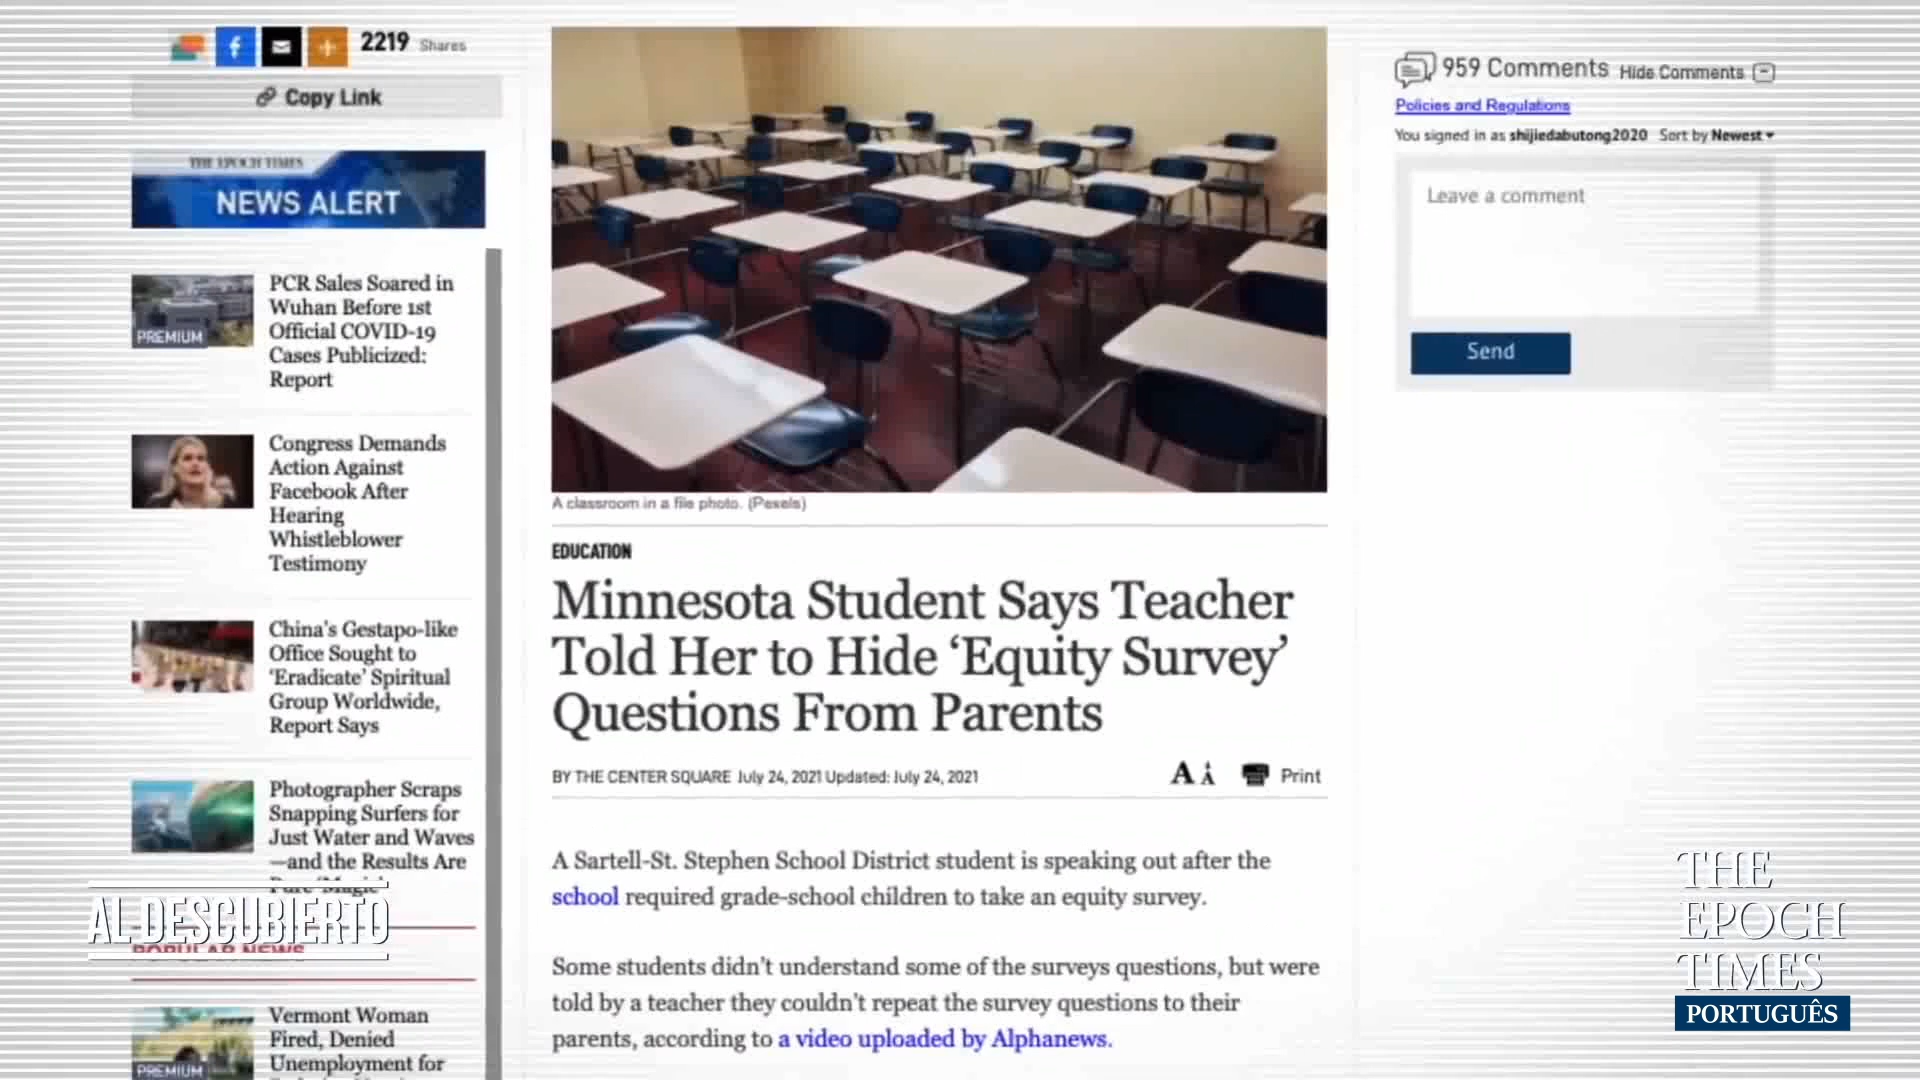 2219 Shares
Copy Link
THE EPOCH TIMES
NEWS ALERT
PREMIUM
PCR Sales Soared in
Wuhan Before 1st
Official COVID-19
Cases Publicized:
Report
Congress Demands
Action Against
Facebook After
Hearing
Whistleblower
Testimony
China's Gestapo-like
Office Sought to
'Eradicate' Spiritual
Group Worldwide,
Report Says
Photographer Scraps
Snapping Surfers for
Just Water and Waves
—and the Results Are
Pure 'Magic'
AL DESCUBIERTO
POPULAR NEWS
PREMIUM
Vermont Woman
Fired, Denied
Unemployment for
A classroom in a file photo. (Pexels)
EDUCATION
Minnesota Student Says Teacher
Told Her to Hide 'Equity Survey'
Questions From Parents
BY THE CENTER SQUARE July 24, 2021 Updated: July 24, 2021
A A Print
A Sartell-St. Stephen School District student is speaking out after the
school required grade-school children to take an equity survey.
Some students didn't understand some of the surveys questions, but were
told by a teacher they couldn't repeat the survey questions to their
parents, according to a video uploaded by Alphanews.
959 Comments Hide Comments
Policies and Regulations
You signed in as shijiedabutong2020 Sort by Newest
Leave a comment
Send
THE
EPOCH
TIMES
PORTUGUÊS